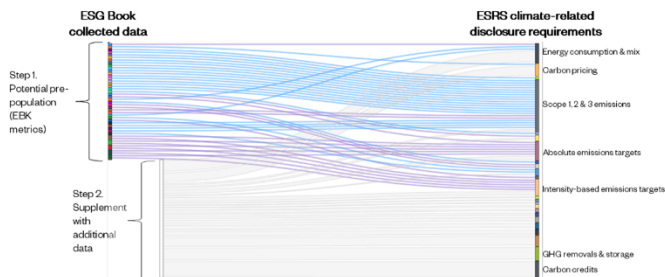 ESG Book
collected data
ESRS climate-related
disclosure requirements
Step 1.
Potential pre-
population
(EBK
metrics)
Step 2.
Supplement
with
additional
data
Energy consumption & mix
Carbon pricing
Scope 1, 2 & 3 emissions
Absolute emissions targets
Intensity-based emissions targets
GHG removals & storage
Carbon credits